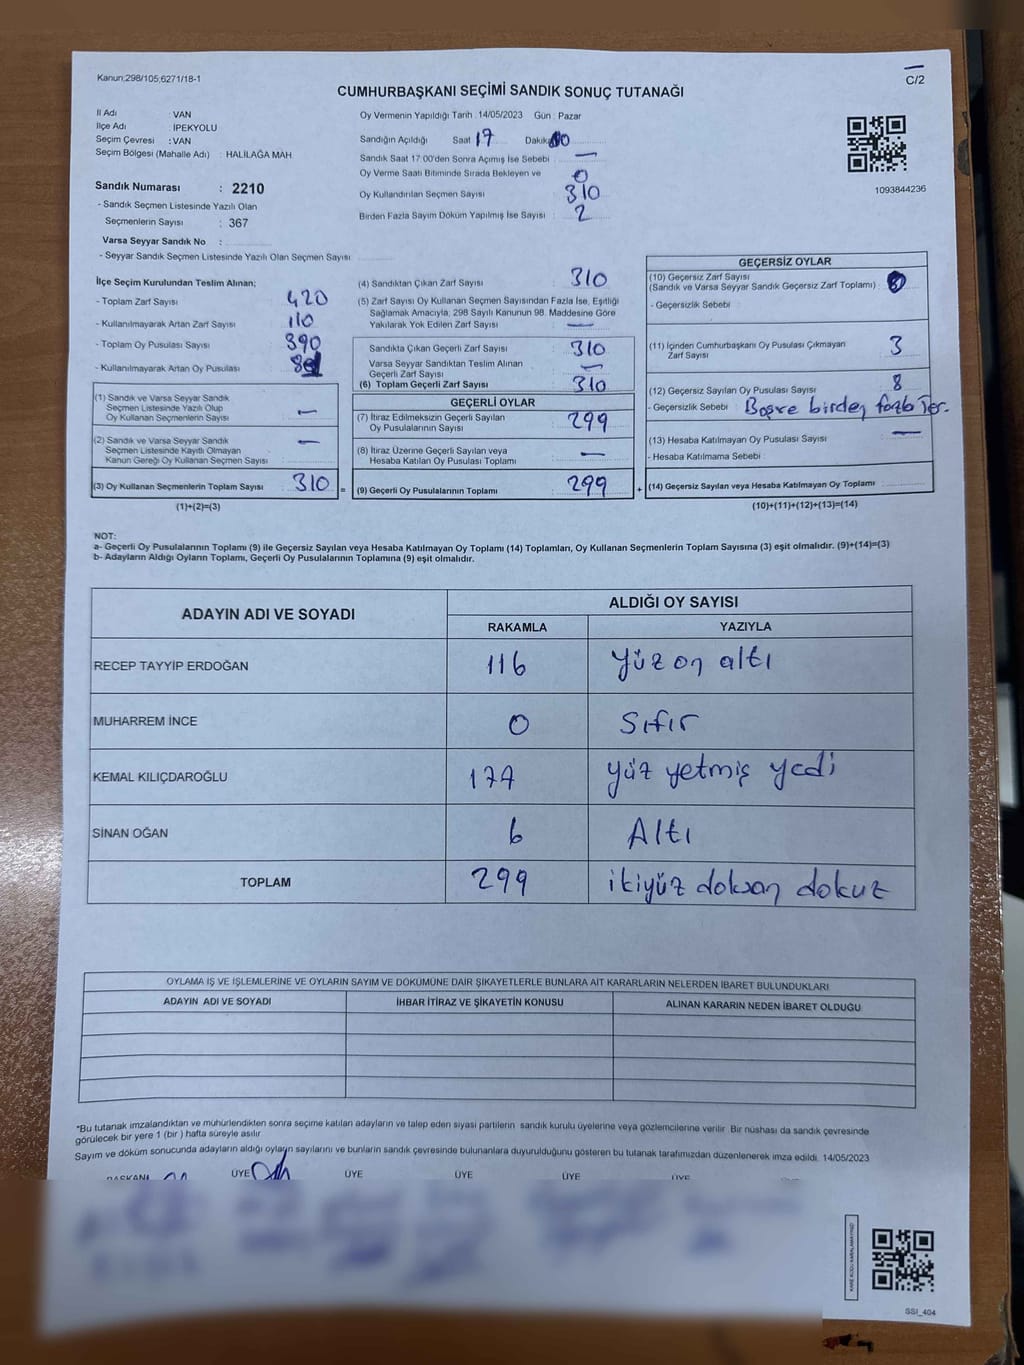 Kanun;298/105;6271/18-1
C/2
CUMHURBAŞKANI SEÇİMİ SANDIK SONUÇ TUTANAĞI
İl Adı : VAN
İlçe Adı : İPEKYOLU
Seçim Çevresi : VAN
Seçim Bölgesi (Mahalle Adı) : HALİLAĞA MAH
Sandık Numarası : 2210
- Sandık Seçmen Listesinde Yazılı Olan
Seçmenlerin Sayısı : 367
Varsa Seyyar Sandık No :
- Seyyar Sandık Seçmen Listesinde Yazılı Olan Seçmen Sayısı
Oy Vermenin Yapıldığı Tarih : 14/05/2023 Gün : Pazar
Sandığın Açıldığı Saat 17 Dakika
Sandık Saat 17:00'den Sonra Açımış İse Sebebi : —
Oy Verme Saati Bitiminde Sırada Bekleyen ve 0
Oy Kullandırılan Seçmen Sayısı : 310
Birden Fazla Sayım Döküm Yapılmış İse Sayısı : 2
1093844236
İlçe Seçim Kurulundan Teslim Alınan;
- Toplam Zarf Sayısı : 420
- Kullanılmayarak Artan Zarf Sayısı : 110
- Toplam Oy Pusulası Sayısı : 390
- Kullanılmayarak Artan Oy Pusulası :
(1) Sandık ve Varsa Seyyar Sandık
Seçmen Listesinde Yazılı Olup
Oy Kullanan Seçmenlerin Sayısı : —
(2) Sandık ve Varsa Seyyar Sandık
Seçmen Listesinde Kayıtlı Olmayan
Kanun Gereği Oy Kullanan Seçmen Sayısı : —
(3) Oy Kullanan Seçmenlerin Toplam Sayısı : 310 =
(1)+(2)=(3)
(4) Sandıktan Çıkan Zarf Sayısı : 310
(5) Zarf Sayısı Oy Kullanan Seçmen Sayısından Fazla İse, Eşitliği
Sağlamak Amacıyla, 298 Sayılı Kanunun 98. Maddesine Göre
Yakılarak Yok Edilen Zarf Sayısı : —
Sandıkta Çıkan Geçerli Zarf Sayısı : 310
Varsa Seyyar Sandıktan Teslim Alınan
Geçerli Zarf Sayısı : —
(6) Toplam Geçerli Zarf Sayısı : 310
GEÇERLİ OYLAR
(7) İtiraz Edilmeksizin Geçerli Sayılan
Oy Pusulalarının Sayısı : 299
(8) İtiraz Üzerine Geçerli Sayılan veya
Hesaba Katılan Oy Pusulası Toplamı : —
(9) Geçerli Oy Pusulalarının Toplamı : 299 +
GEÇERSİZ OYLAR
(10) Geçersiz Zarf Sayısı
(Sandık ve Varsa Seyyar Sandık Geçersiz Zarf Toplamı) :
- Geçersizlik Sebebi :
(11) İçinden Cumhurbaşkanı Oy Pusulası Çıkmayan
Zarf Sayısı : 3
(12) Geçersiz Sayılan Oy Pusulası Sayısı : 8
- Geçersizlik Sebebi : birden fazla Ter.
(13) Hesaba Katılmayan Oy Pusulası Sayısı : —
- Hesaba Katılmama Sebebi :
(14) Geçersiz Sayılan veya Hesaba Katılmayan Oy Toplamı :
(10)+(11)+(12)+(13)=(14)
NOT:
a- Geçerli Oy Pusulalarının Toplamı (9) ile Geçersiz Sayılan veya Hesaba Katılmayan Oy Toplamı (14) Toplamları, Oy Kullanan Seçmenlerin Toplam Sayısına (3) eşit olmalıdır. (9)+(14)=(3)
b- Adayların Aldığı Oyların Toplamı, Geçerli Oy Pusulalarının Toplamına (9) eşit olmalıdır.
ADAYIN ADI VE SOYADI
ALDIĞI OY SAYISI
RAKAMLA YAZIYLA
RECEP TAYYİP ERDOĞAN 116 yüz on altı
MUHARREM İNCE 0 Sıfır
KEMAL KILIÇDAROĞLU 177 yüz yetmiş yedi
SİNAN OĞAN 6 Altı
TOPLAM 299 ikiyüz doksan dokuz
OYLAMA İŞ VE İŞLEMLERİNE VE OYLARIN SAYIM VE DÖKÜMÜNE DAİR ŞİKAYETLERLE BUNLARA AİT KARARLARIN NELERDEN İBARET BULUNDUKLARI
ADAYIN ADI VE SOYADI İHBAR İTİRAZ VE ŞİKAYETİN KONUSU ALINAN KARARIN NEDEN İBARET OLDUĞU
*Bu tutanak imzalandıktan ve mühürlendikten sonra seçime katılan adayların ve talep eden siyasi partilerin sandık kurulu üyelerine veya gözlemcilerine verilir. Bir nüshası da sandık çevresinde
görülecek bir yere 1 (bir) hafta süreyle asılır
Sayım ve döküm sonucunda adayların aldığı oyların sayılarını ve bunların sandık çevresinde bulunanlara duyurulduğunu gösteren bu tutanak tarafımızdan düzenlenerek imza edildi. 14/05/2023
BAŞKAN ÜYE ÜYE ÜYE ÜYE ÜYE
KARE KODU KARALAMAYINIZ!
SSI_404